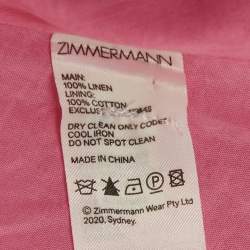 ZIMMERMANN
MAIN:
100% LINEN
LINING:
100% COTTON
DRY CLEAN ONLY CODE
COOL IRON
DO NOT SPOT CLEAN
MADE IN CHINA
© Zimmermann Wear Pty Ltd
2020, Sydney.